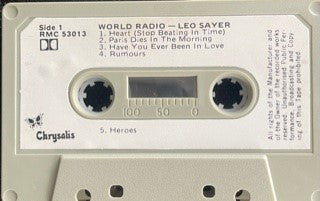 Side 1
RMC 53013
WORLD RADIO — LEO SAYER
1. Heart (Stop Beating In Time)
2. Paris Dies In The Morning
3. Have You Ever Been In Love
4. Rumours
100 50 0
5. Heroes
Chrysalis
All rights of the Manufacturer and
of the Owner of the recorded works
reserved. Unauthorised Public Per-
formance. Broadcasting and Copy
ing of this Tape prohibited.